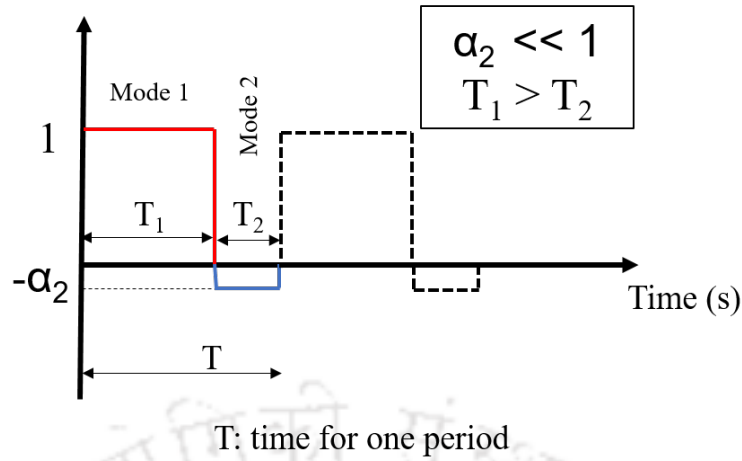 α₂ << 1
T₁ > T₂
Mode 1
Mode 2
1
T₁
T₂
-α₂
Time (s)
T
T: time for one period